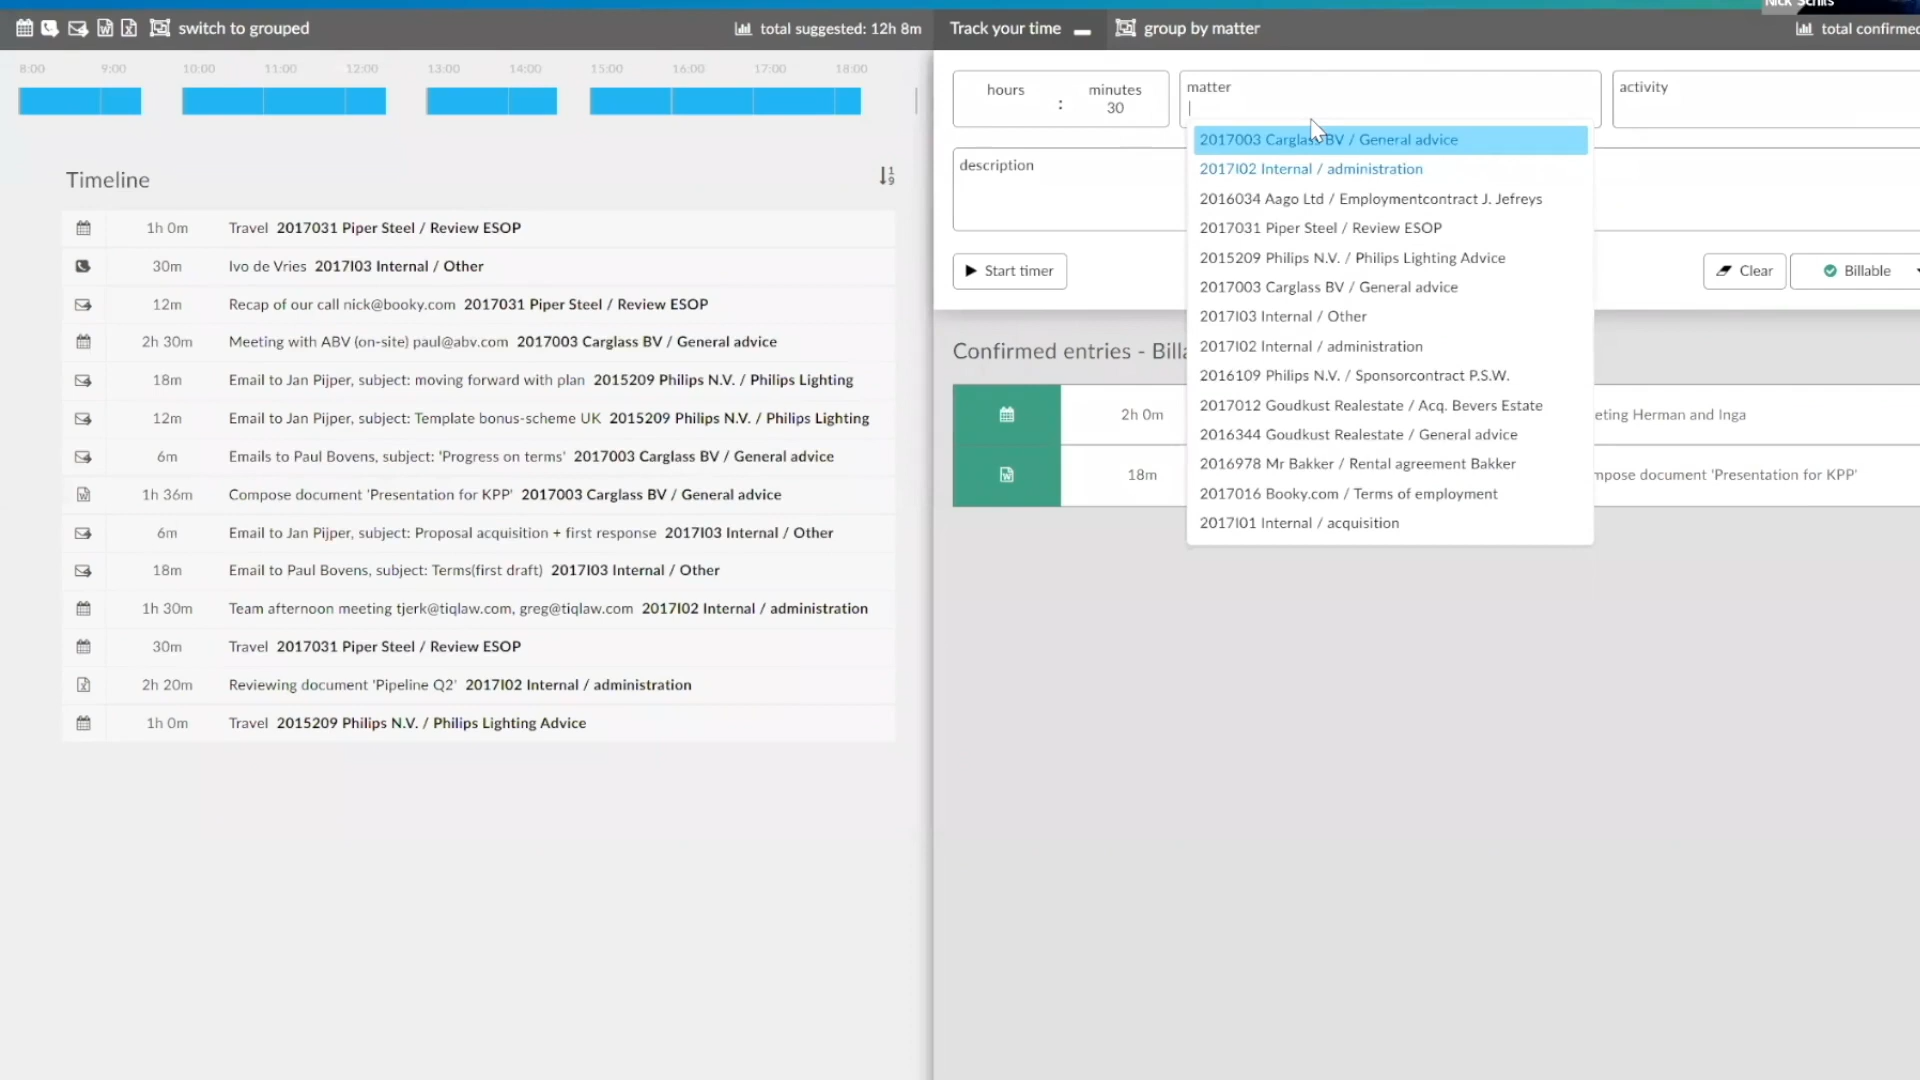 Nick Schils
switch to grouped
total suggested: 12h 8m
Track your time
group by matter
total confirmed
8:00 9:00 10:00 11:00 12:00 13:00 14:00 15:00 16:00 17:00 18:00
hours
:
minutes
30
matter
activity
2017003 Carglass BV / General advice
2017I02 Internal / administration
2016034 Aago Ltd / Employmentcontract J. Jefreys
2017031 Piper Steel / Review ESOP
2015209 Philips N.V. / Philips Lighting Advice
2017003 Carglass BV / General advice
2017I03 Internal / Other
2017I02 Internal / administration
2016109 Philips N.V. / Sponsorcontract P.S.W.
2017012 Goudkust Realestate / Acq. Bevers Estate
2016344 Goudkust Realestate / General advice
2016978 Mr Bakker / Rental agreement Bakker
2017016 Booky.com / Terms of employment
2017I01 Internal / acquisition
description
Start timer
Clear
Billable
Confirmed entries - Billa
2h 0m
eting Herman and Inga
18m
mpose document 'Presentation for KPP'
Timeline
1h 0m Travel 2017031 Piper Steel / Review ESOP
30m Ivo de Vries 2017I03 Internal / Other
12m Recap of our call nick@booky.com 2017031 Piper Steel / Review ESOP
2h 30m Meeting with ABV (on-site) paul@abv.com 2017003 Carglass BV / General advice
18m Email to Jan Pijper, subject: moving forward with plan 2015209 Philips N.V. / Philips Lighting
12m Email to Jan Pijper, subject: Template bonus-scheme UK 2015209 Philips N.V. / Philips Lighting
6m Emails to Paul Bovens, subject: 'Progress on terms' 2017003 Carglass BV / General advice
1h 36m Compose document 'Presentation for KPP' 2017003 Carglass BV / General advice
6m Email to Jan Pijper, subject: Proposal acquisition + first response 2017I03 Internal / Other
18m Email to Paul Bovens, subject: Terms(first draft) 2017I03 Internal / Other
1h 30m Team afternoon meeting tjerk@tiqlaw.com, greg@tiqlaw.com 2017I02 Internal / administration
30m Travel 2017031 Piper Steel / Review ESOP
2h 20m Reviewing document 'Pipeline Q2' 2017I02 Internal / administration
1h 0m Travel 2015209 Philips N.V. / Philips Lighting Advice